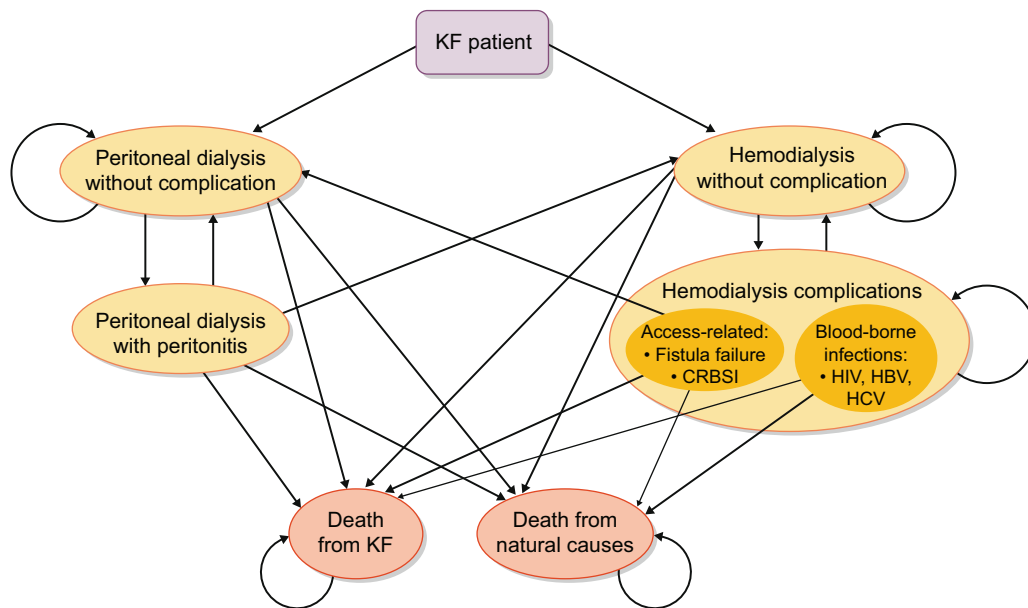 KF patient
Peritoneal dialysis
without complication
Hemodialysis
without complication
Peritoneal dialysis
with peritonitis
Hemodialysis complications
Access-related:
• Fistula failure
• CRBSI
Blood-borne
infections:
• HIV, HBV,
HCV
Death
from KF
Death from
natural causes